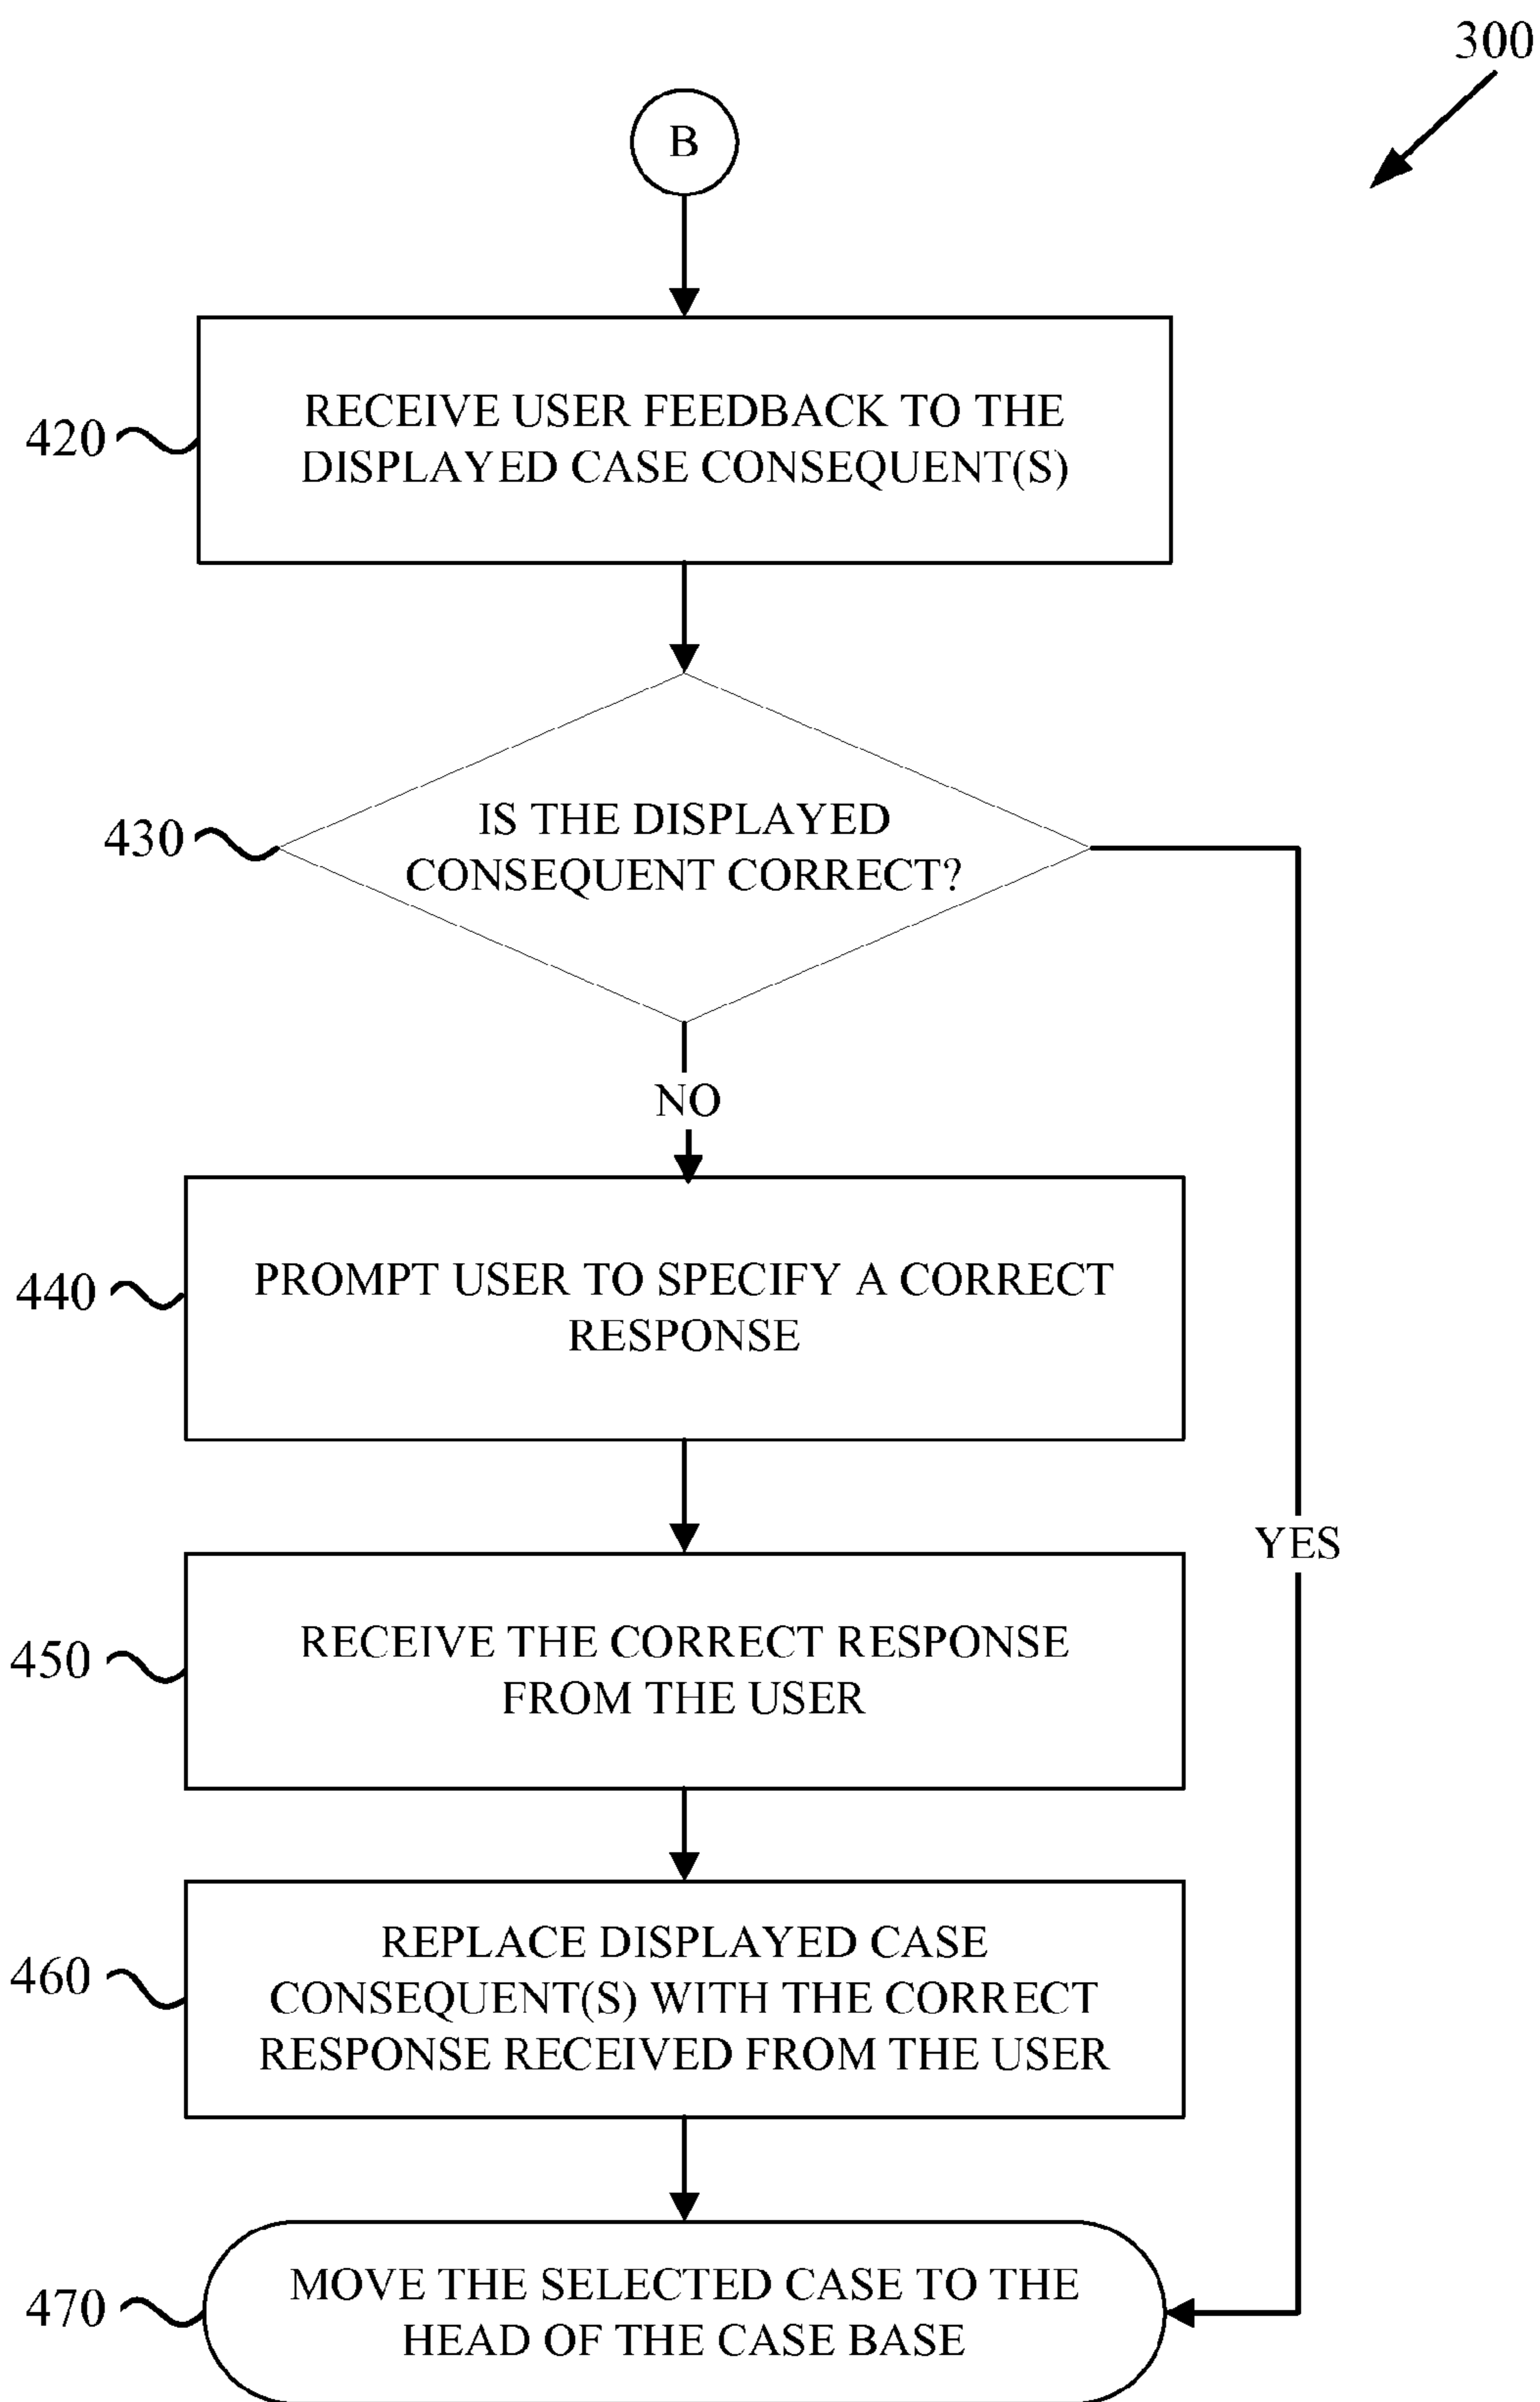 300
B
420
RECEIVE USER FEEDBACK TO THE
DISPLAYED CASE CONSEQUENT(S)
430
IS THE DISPLAYED
CONSEQUENT CORRECT?
NO
440
PROMPT USER TO SPECIFY A CORRECT
RESPONSE
YES
450
RECEIVE THE CORRECT RESPONSE
FROM THE USER
460
REPLACE DISPLAYED CASE
CONSEQUENT(S) WITH THE CORRECT
RESPONSE RECEIVED FROM THE USER
470
MOVE THE SELECTED CASE TO THE
HEAD OF THE CASE BASE